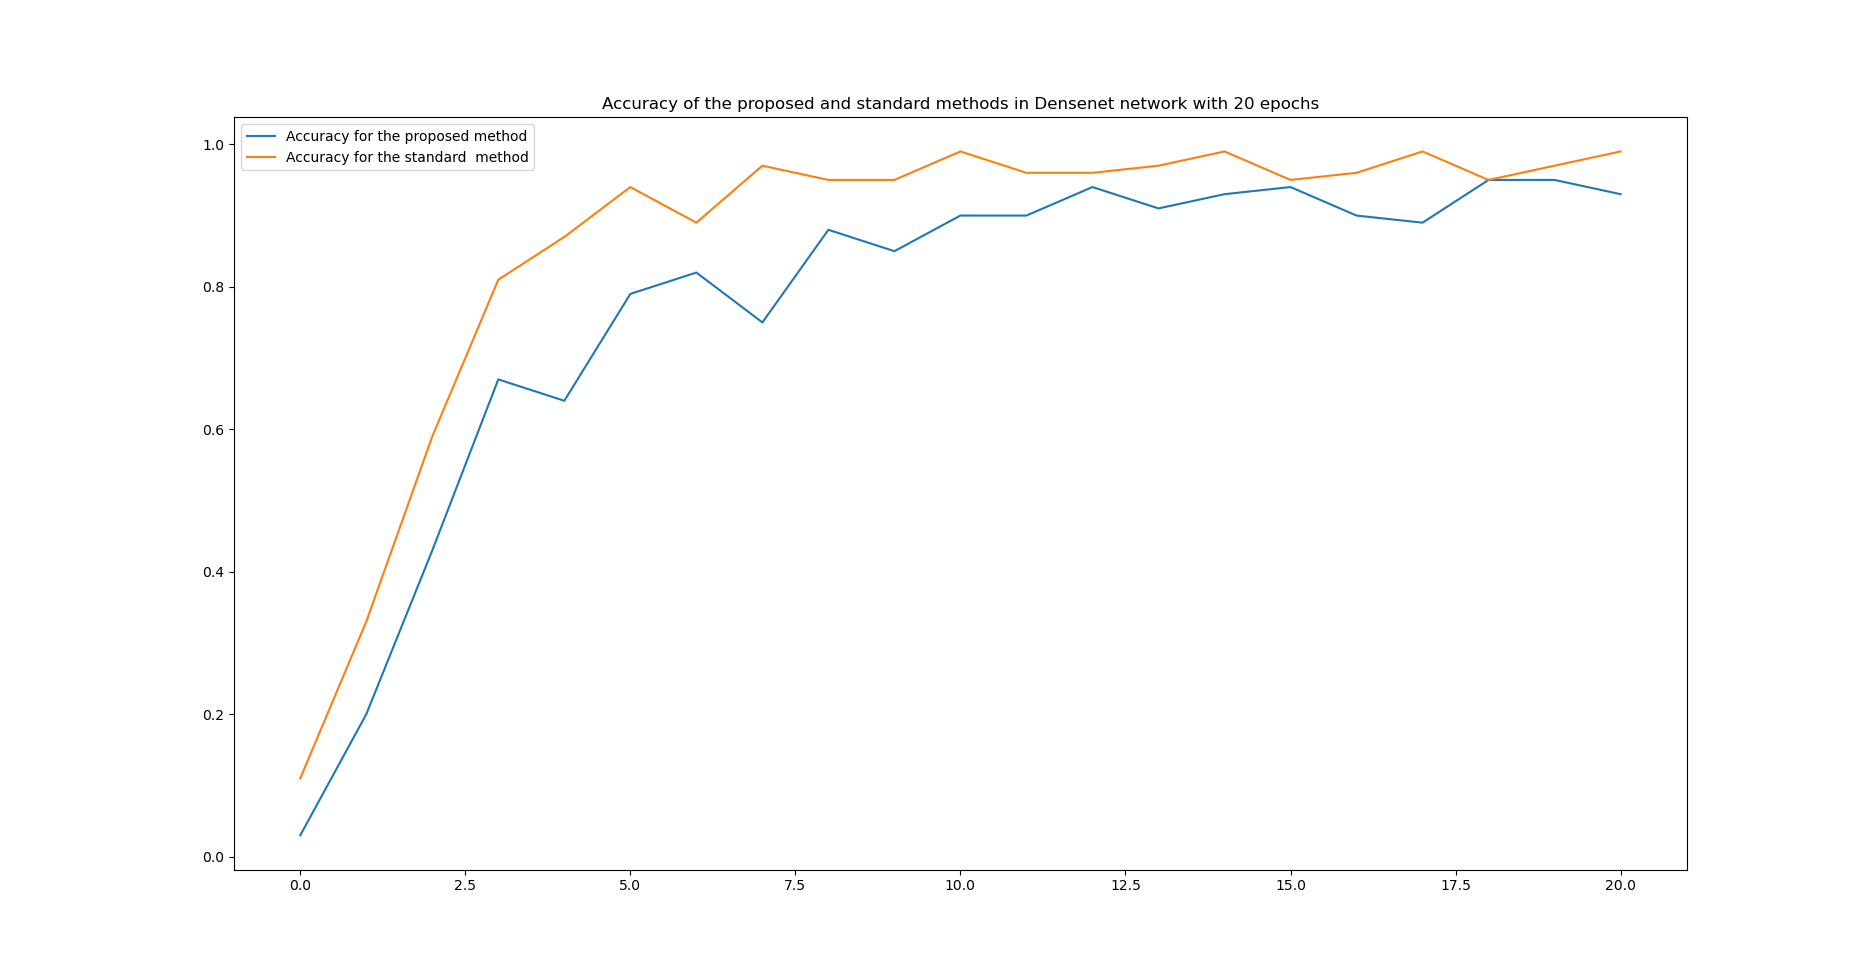 Accuracy of the proposed and standard methods in Densenet network with 20 epochs
Accuracy for the proposed method
Accuracy for the standard  method
1.0
0.8
0.6
0.4
0.2
0.0
0.0 2.5 5.0 7.5 10.0 12.5 15.0 17.5 20.0